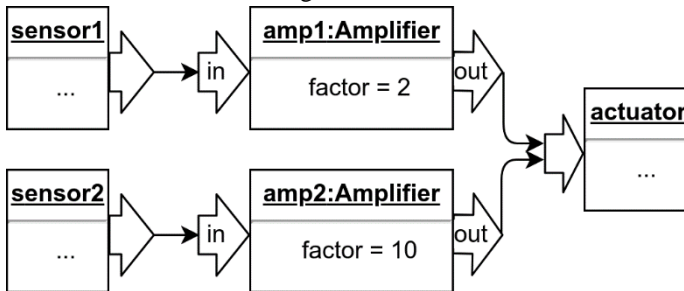 sensor1
...
in
amp1:Amplifier
factor = 2
out
actuator
...
sensor2
...
in
amp2:Amplifier
factor = 10
out